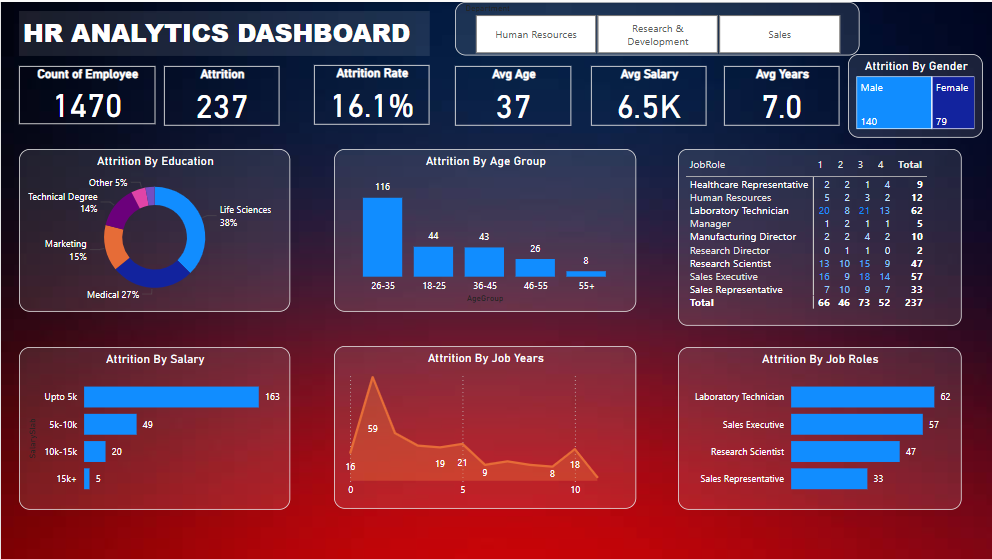 HR ANALYTICS DASHBOARD
Human Resources
Research &
Development
Sales
Count of Employee
1470
Attrition
237
Attrition Rate
16.1%
Avg Age
37
Avg Salary
6.5K
Avg Years
7.0
Attrition By Gender
Male
Female
140
79
Attrition By Education
Other 5%
Technical Degree
14%
Life Sciences
38%
Marketing
15%
Medical 27%
Attrition By Age Group
116
44
43
26
8
26-35
18-25
36-45
46-55
55+
AgeGroup
JobRole 1 2 3 4 Total
Healthcare Representative 2 2 1 4 9
Human Resources 5 2 3 2 12
Laboratory Technician 20 8 21 13 62
Manager 1 2 1 1 5
Manufacturing Director 2 2 4 2 10
Research Director 0 1 1 0 2
Research Scientist 13 10 15 9 47
Sales Executive 16 9 18 14 57
Sales Representative 7 10 9 7 33
Total 66 46 73 52 237
Attrition By Salary
Upto 5k 163
5k-10k 49
10k-15k 20
15k+ 5
Attrition By Job Years
59
16
19
21
9
8
18
0
5
10
Attrition By Job Roles
Laboratory Technician 62
Sales Executive 57
Research Scientist 47
Sales Representative 33